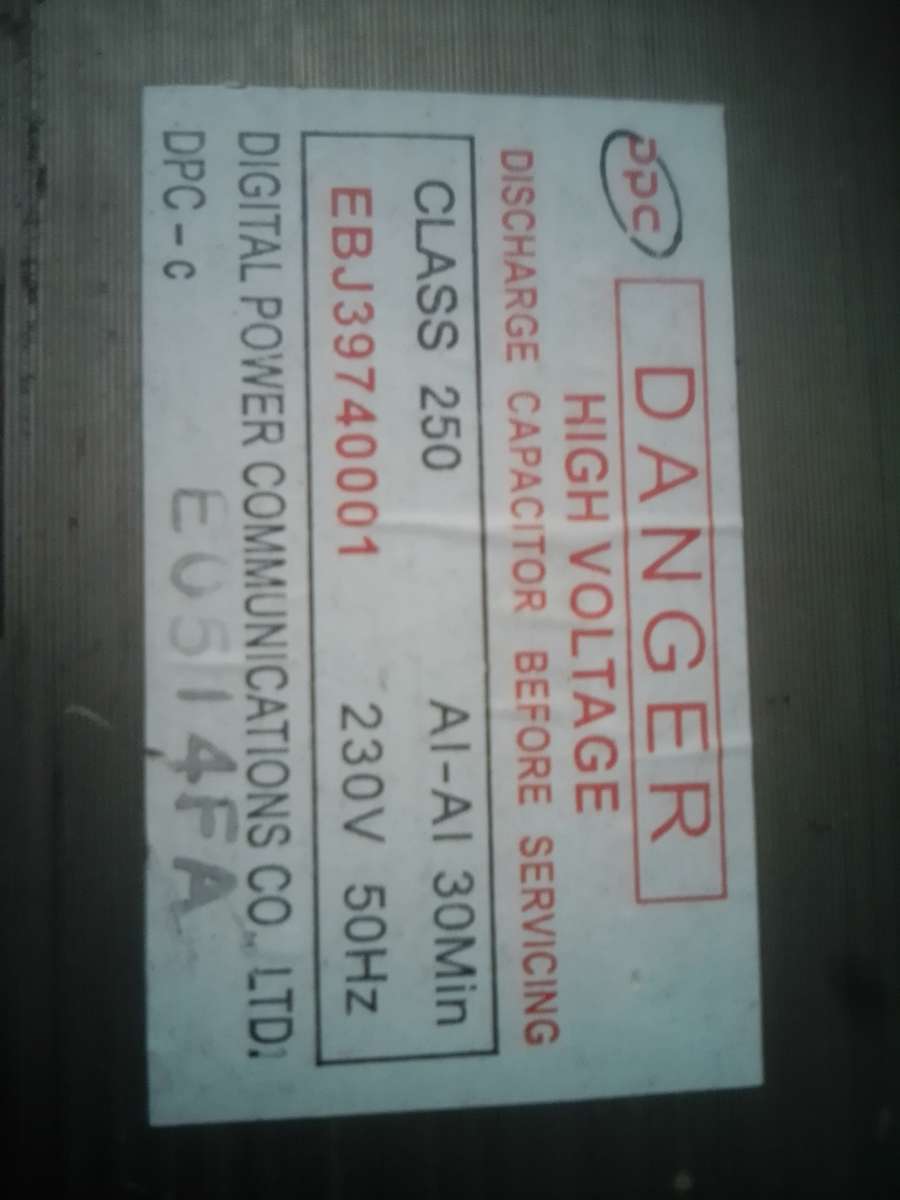 DPC DANGER
HIGH VOLTAGE
DISCHARGE CAPACITOR BEFORE SERVICING
CLASS 250 Al-Al 30Min
EBJ39740001 230V 50Hz
DIGITAL POWER COMMUNICATIONS CO., LTD.
DPC-c E0514FA